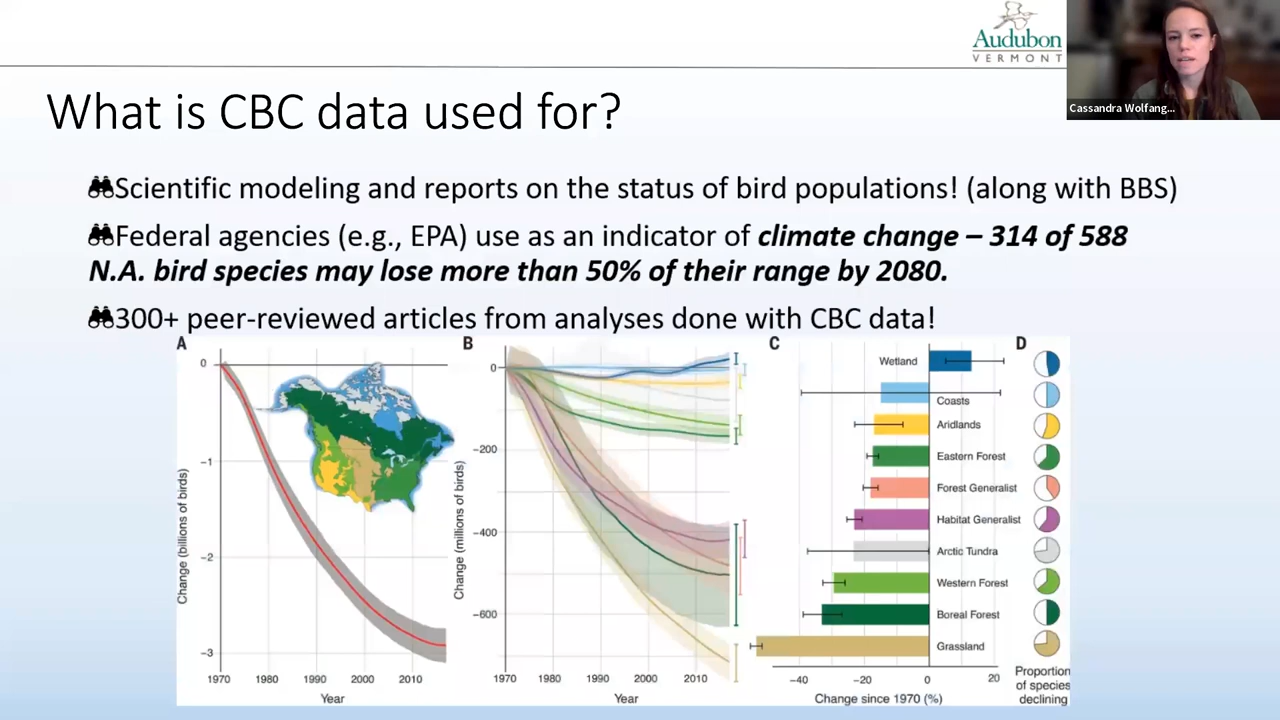 Audubon
VERMONT
Cassandra Wolfang...
What is CBC data used for?
Scientific modeling and reports on the status of bird populations! (along with BBS)
Federal agencies (e.g., EPA) use as an indicator of climate change – 314 of 588
N.A. bird species may lose more than 50% of their range by 2080.
300+ peer-reviewed articles from analyses done with CBC data!
A
0
−1
−2
−3
Change (billions of birds)
1970 1980 1990 2000 2010
Year
B
0
−200
−400
−600
Change (millions of birds)
1970 1980 1990 2000 2010
Year
C
Wetland
Coasts
Aridlands
Eastern Forest
Forest Generalist
Habitat Generalist
Arctic Tundra
Western Forest
Boreal Forest
Grassland
−40 −20 0 20
Change since 1970 (%)
D
Proportion
of species
declining